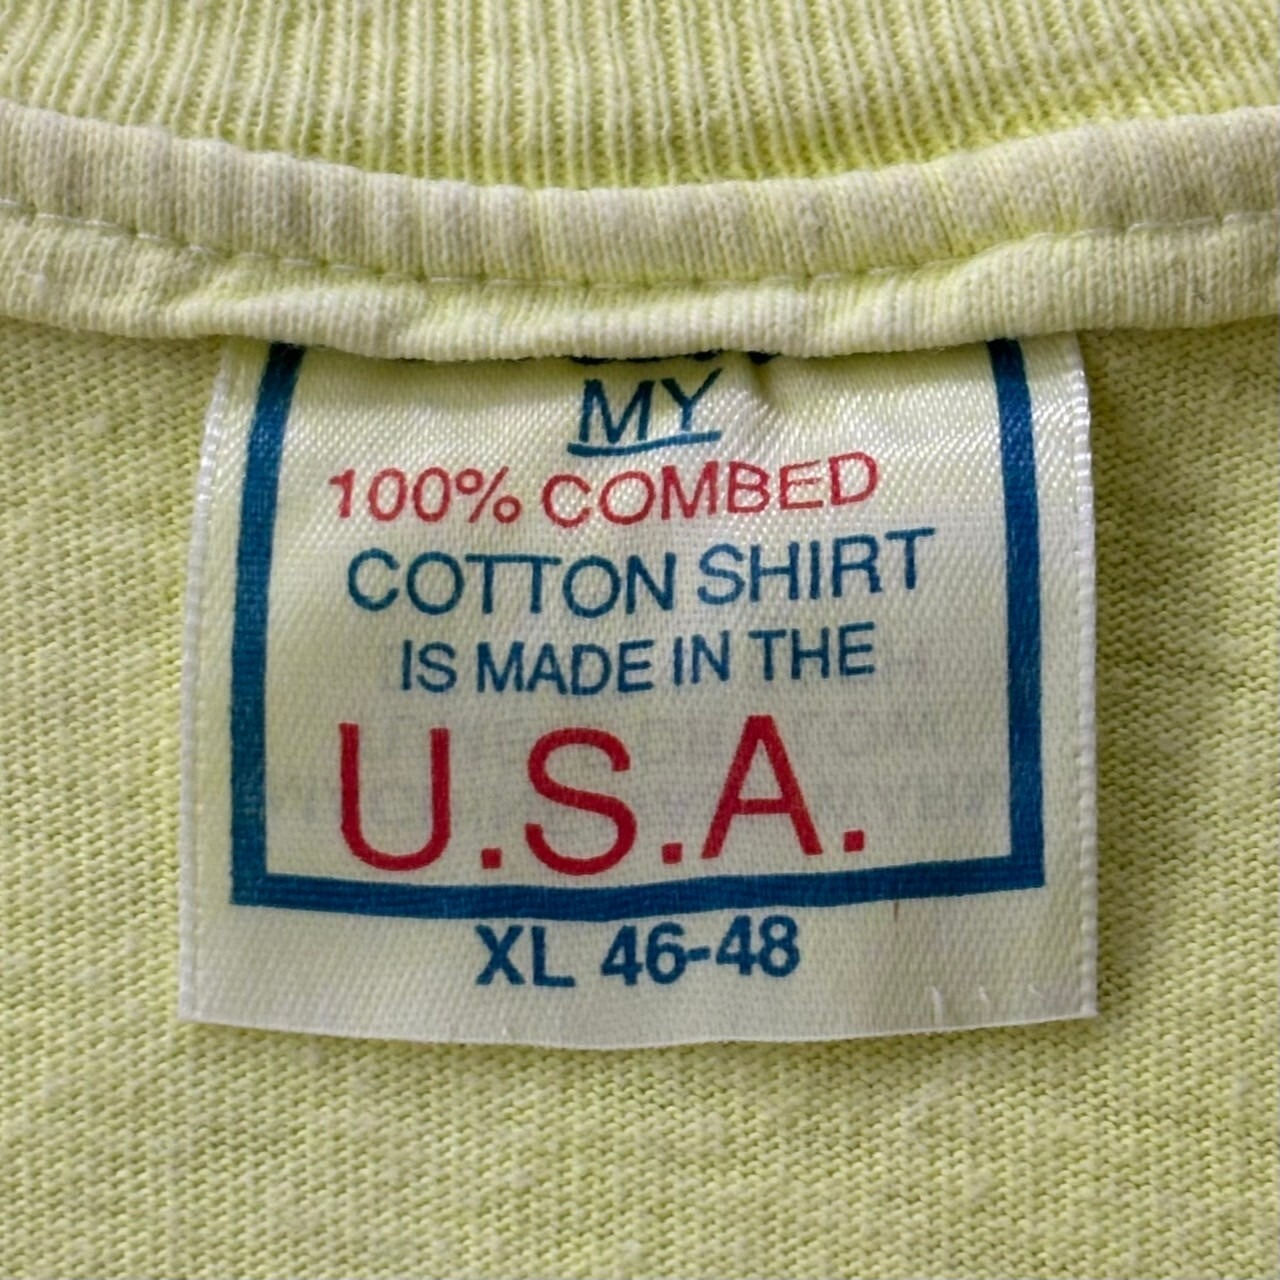 MY
100% COMBED
COTTON SHIRT
IS MADE IN THE
U.S.A.
XL 46-48